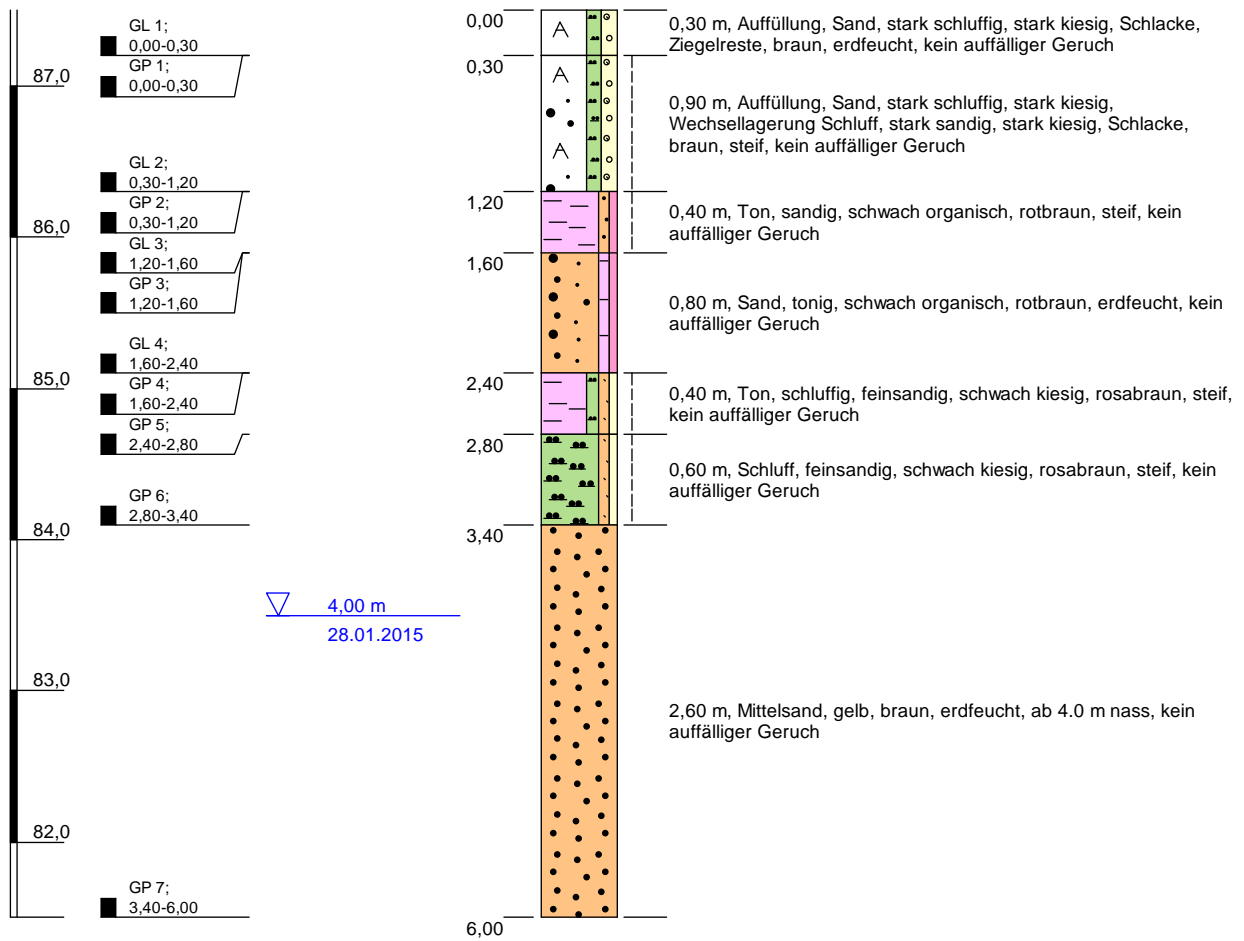 87,0
86,0
85,0
84,0
83,0
82,0
GL 1;
0,00-0,30
GP 1;
0,00-0,30
GL 2;
0,30-1,20
GP 2;
0,30-1,20
GL 3;
1,20-1,60
GP 3;
1,20-1,60
GL 4;
1,60-2,40
GP 4;
1,60-2,40
GP 5;
2,40-2,80
GP 6;
2,80-3,40
GP 7;
3,40-6,00
4,00 m
28.01.2015
0,00
0,30
1,20
1,60
2,40
2,80
3,40
6,00
A
A
A
0,30 m, Auffüllung, Sand, stark schluffig, stark kiesig, Schlacke,
Ziegelreste, braun, erdfeucht, kein auffälliger Geruch
0,90 m, Auffüllung, Sand, stark schluffig, stark kiesig,
Wechsellagerung Schluff, stark sandig, stark kiesig, Schlacke,
braun, steif, kein auffälliger Geruch
0,40 m, Ton, sandig, schwach organisch, rotbraun, steif, kein
auffälliger Geruch
0,80 m, Sand, tonig, schwach organisch, rotbraun, erdfeucht, kein
auffälliger Geruch
0,40 m, Ton, schluffig, feinsandig, schwach kiesig, rosabraun, steif,
kein auffälliger Geruch
0,60 m, Schluff, feinsandig, schwach kiesig, rosabraun, steif, kein
auffälliger Geruch
2,60 m, Mittelsand, gelb, braun, erdfeucht, ab 4.0 m nass, kein
auffälliger Geruch